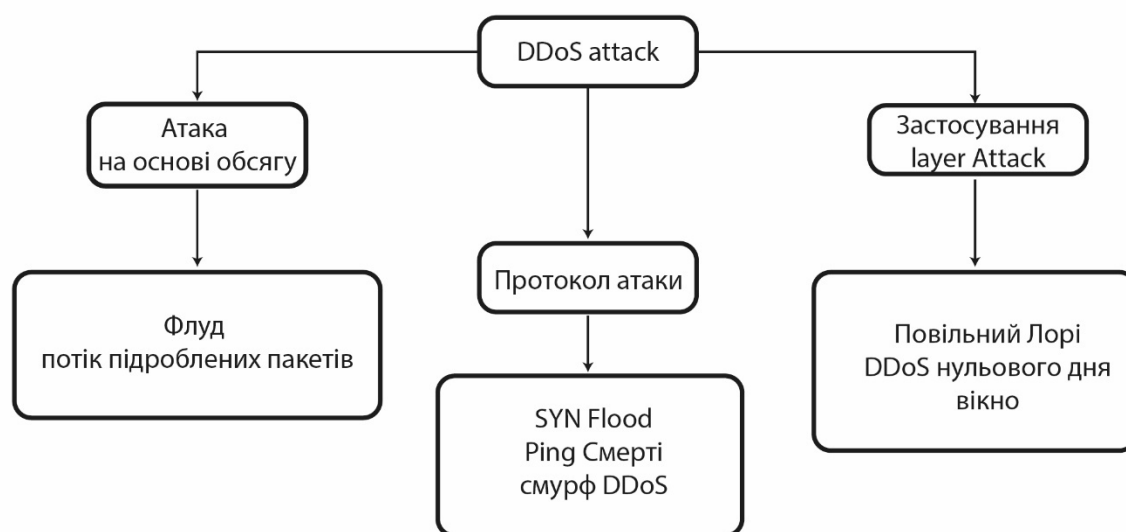 DDoS attack
Атака
на основі обсягу
Флуд
потік підроблених пакетів
Протокол атаки
SYN Flood
Ping Смерті
смурф DDoS
Застосування
layer Attack
Повільний Лорі
DDoS нульового дня
вікно